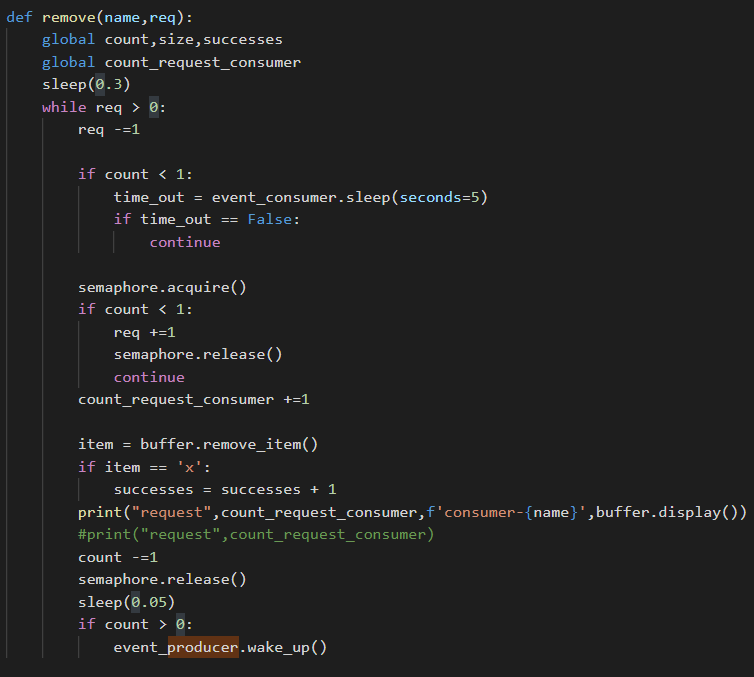 def remove(name,req):
    global count,size,successes
    global count_request_consumer
    sleep(0.3)
    while req > 0:
        req -=1

        if count < 1:
            time_out = event_consumer.sleep(seconds=5)
            if time_out == False:
                continue

        semaphore.acquire()
        if count < 1:
            req +=1
            semaphore.release()
            continue
        count_request_consumer +=1

        item = buffer.remove_item()
        if item == 'x':
            successes = successes + 1
        print("request",count_request_consumer,f'consumer-{name}',buffer.display())
        #print("request",count_request_consumer)
        count -=1
        semaphore.release()
        sleep(0.05)
        if count > 0:
            event_producer.wake_up()